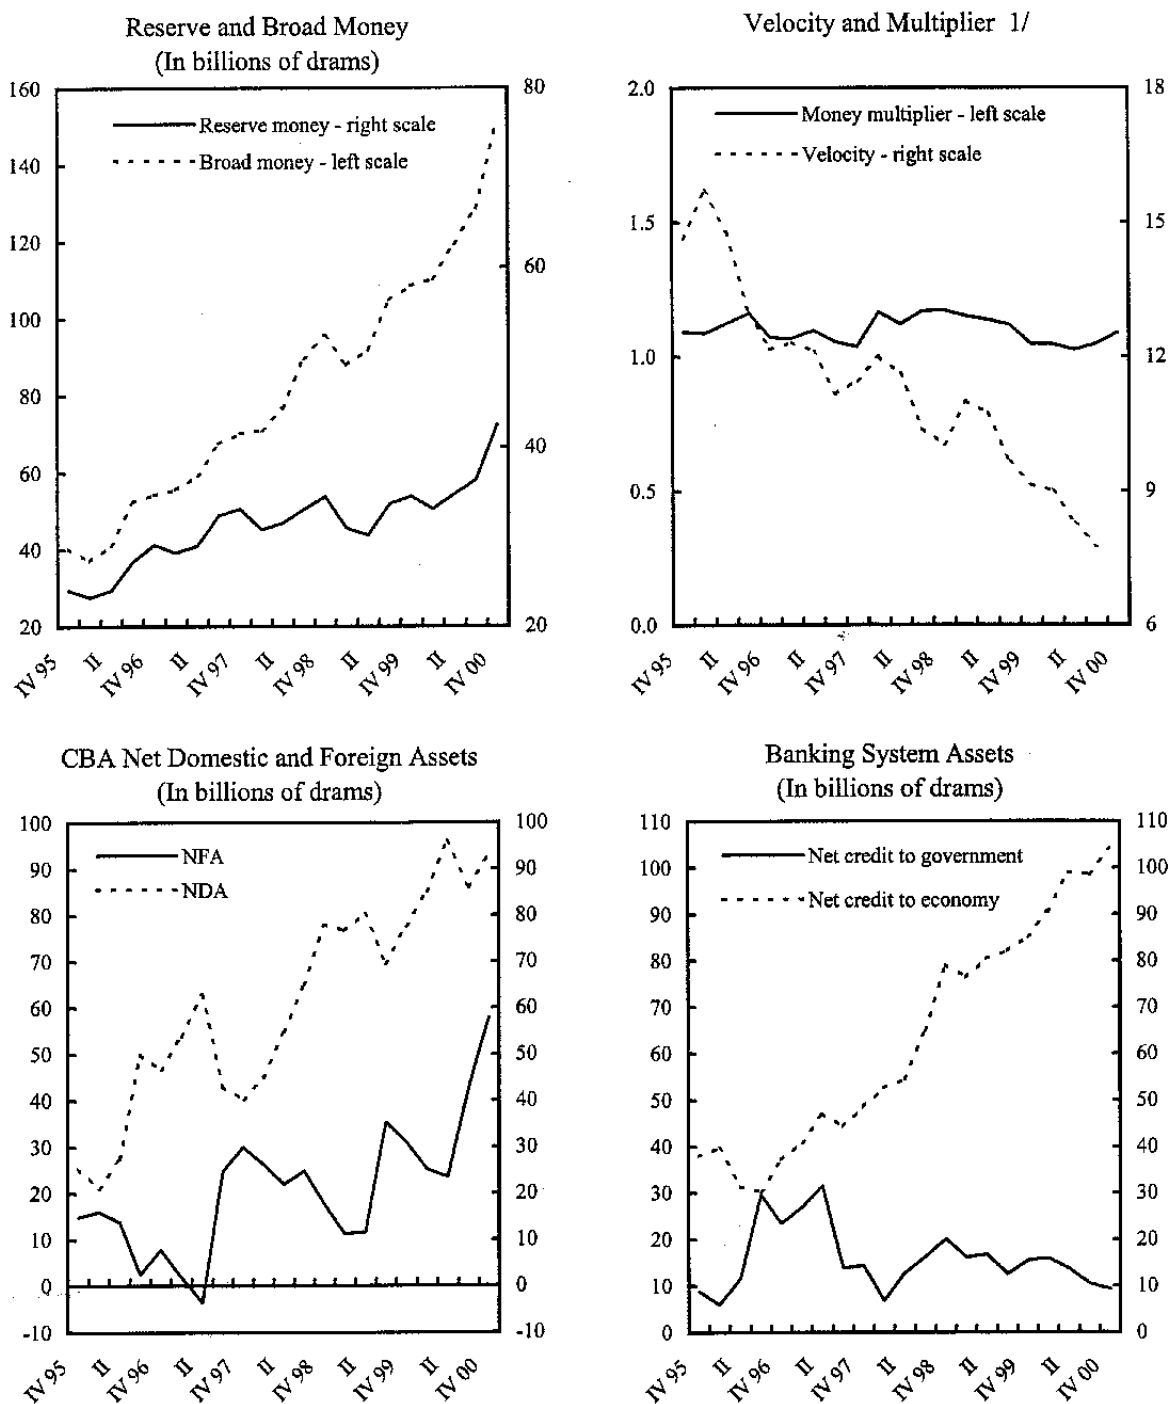 Reserve and Broad Money
(In billions of drams)
160
140
120
100
80
60
40
20
80
60
40
20
Reserve money - right scale
Broad money - left scale
IV 95
II
IV 96
II
IV 97
II
IV 98
II
IV 99
II
IV 00
Velocity and Multiplier 1/
2.0
1.5
1.0
0.5
0.0
18
15
12
9
6
Money multiplier - left scale
Velocity - right scale
IV 95
II
IV 96
II
IV 97
II
IV 98
II
IV 99
II
IV 00
CBA Net Domestic and Foreign Assets
(In billions of drams)
100
90
80
70
60
50
40
30
20
10
0
-10
100
90
80
70
60
50
40
30
20
10
0
-10
NFA
NDA
IV 95
II
IV 96
II
IV 97
II
IV 98
II
IV 99
II
IV 00
Banking System Assets
(In billions of drams)
110
100
90
80
70
60
50
40
30
20
10
0
110
100
90
80
70
60
50
40
30
20
10
0
Net credit to government
Net credit to economy
IV 95
II
IV 96
II
IV 97
II
IV 98
II
IV 99
II
IV 00